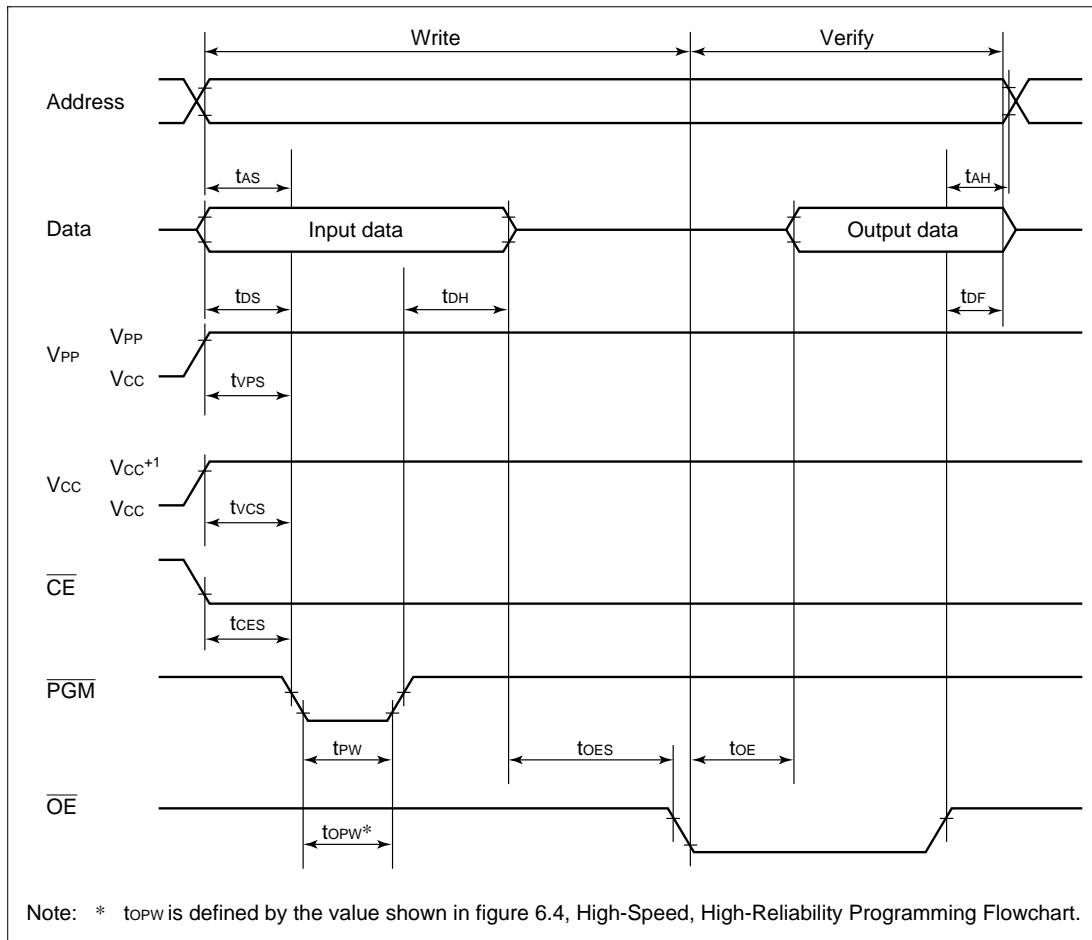 Write Verify
Address
tAS tAH
Data Input data Output data
tDS tDH tDF
VPP VPP
VCC
tVPS
VCC VCC+1
VCC
tVCS
CE
tCES
PGM
tPW tOES tOE
OE
tOPW*
Note: * tOPW is defined by the value shown in figure 6.4, High-Speed, High-Reliability Programming Flowchart.